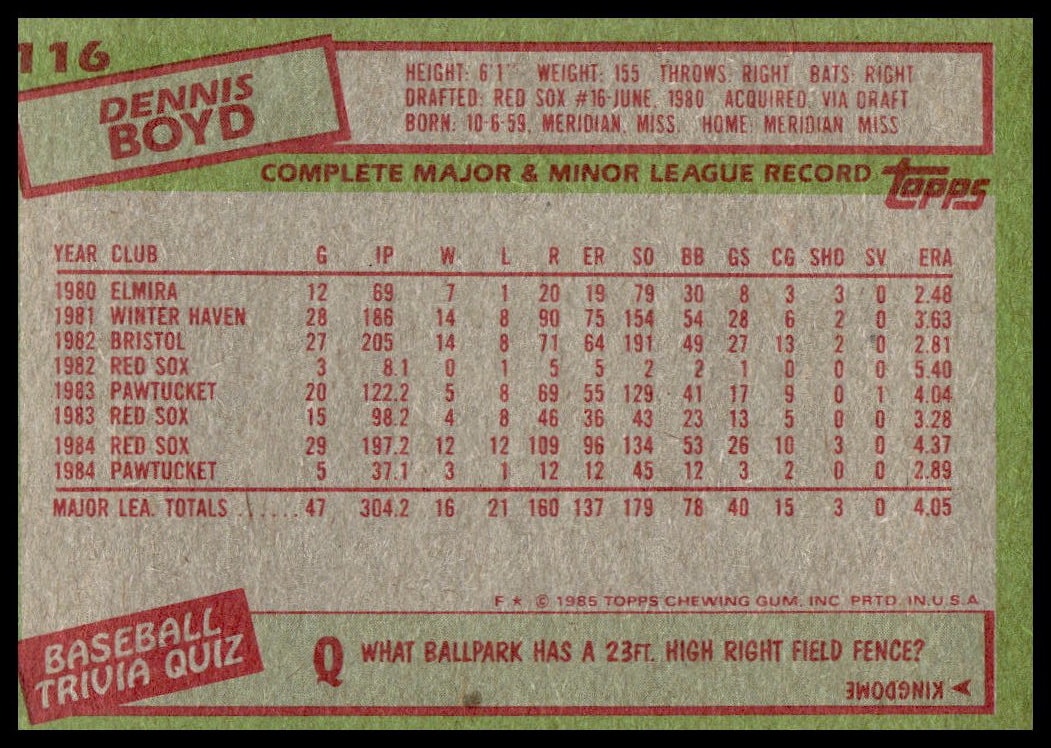 116
DENNIS
BOYD
HEIGHT: 6'1" WEIGHT: 155 THROWS: RIGHT BATS: RIGHT
DRAFTED: RED SOX #16-JUNE, 1980 ACQUIRED: VIA DRAFT
BORN: 10-6-59, MERIDIAN, MISS. HOME: MERIDIAN MISS
COMPLETE MAJOR & MINOR LEAGUE RECORD topps
YEAR CLUB G IP W L R ER SO BB GS CG SHO SV ERA
1980 ELMIRA 12 69 7 1 20 19 79 30 8 3 3 0 2.48
1981 WINTER HAVEN 28 186 14 8 90 75 154 54 28 6 2 0 3.63
1982 BRISTOL 27 205 14 8 71 64 191 49 27 13 2 0 2.81
1982 RED SOX 3 8.1 0 1 5 5 2 2 1 0 0 0 5.40
1983 PAWTUCKET 20 122.2 5 8 69 55 129 41 17 9 0 1 4.04
1983 RED SOX 15 98.2 4 8 46 36 43 23 13 5 0 0 3.28
1984 RED SOX 29 197.2 12 12 109 96 134 53 26 10 3 0 4.37
1984 PAWTUCKET 5 37.1 3 1 12 12 45 12 3 2 0 0 2.89
MAJOR LEA. TOTALS ...... 47 304.2 16 21 160 137 179 78 40 15 3 0 4.05
F * © 1985 TOPPS CHEWING GUM, INC PRTD. IN U.S.A
BASEBALL
TRIVIA QUIZ
Q WHAT BALLPARK HAS A 23FT. HIGH RIGHT FIELD FENCE?
KINGDOME